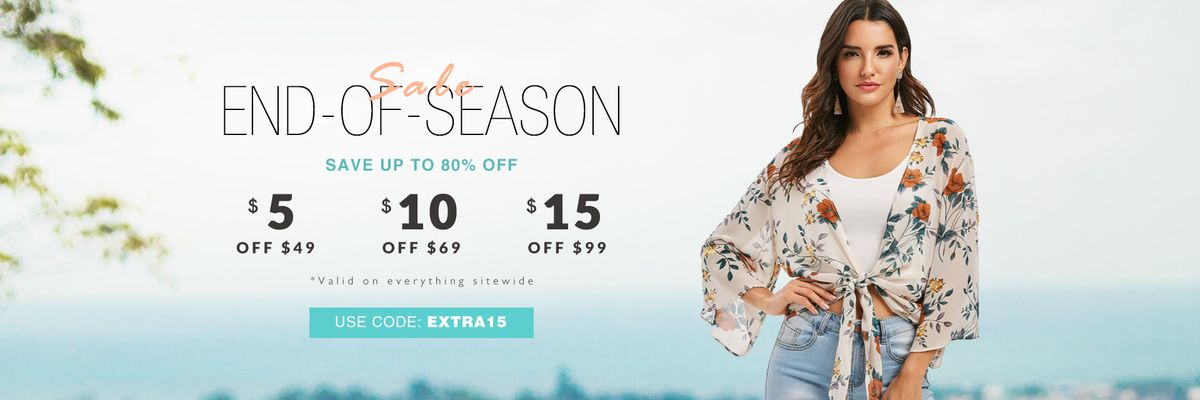 Sale
END-OF-SEASON
SAVE UP TO 80% OFF
$5 $10 $15
OFF $49 OFF $69 OFF $99
*Valid on everything sitewide
USE CODE: EXTRA15